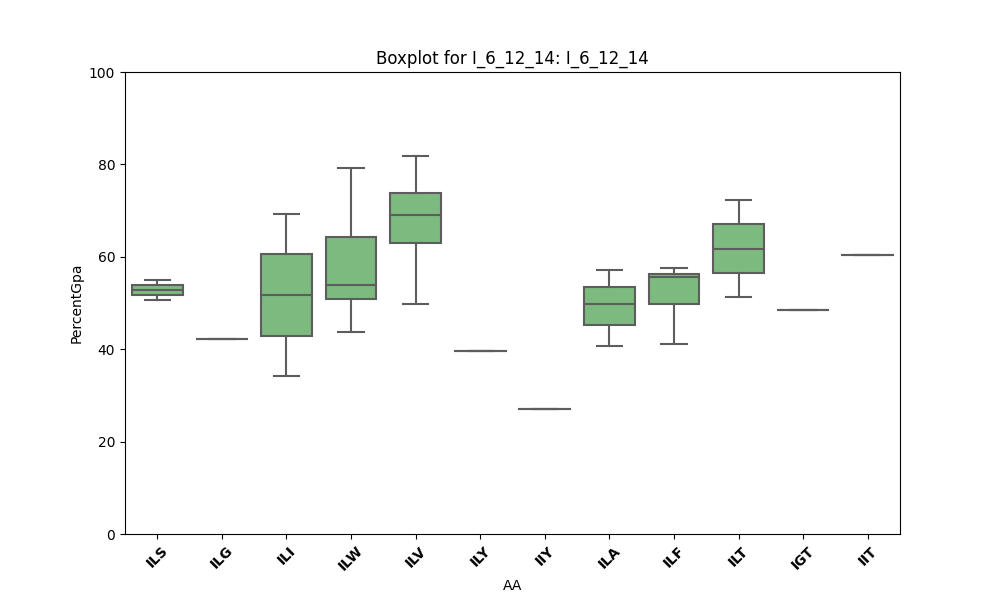 Boxplot for I_6_12_14: I_6_12_14
100
80
60
40
20
0
PercentGpa
ILS
ILG
ILI
ILW
ILV
ILY
IIY
ILA
ILF
ILT
IGT
IIT
AA